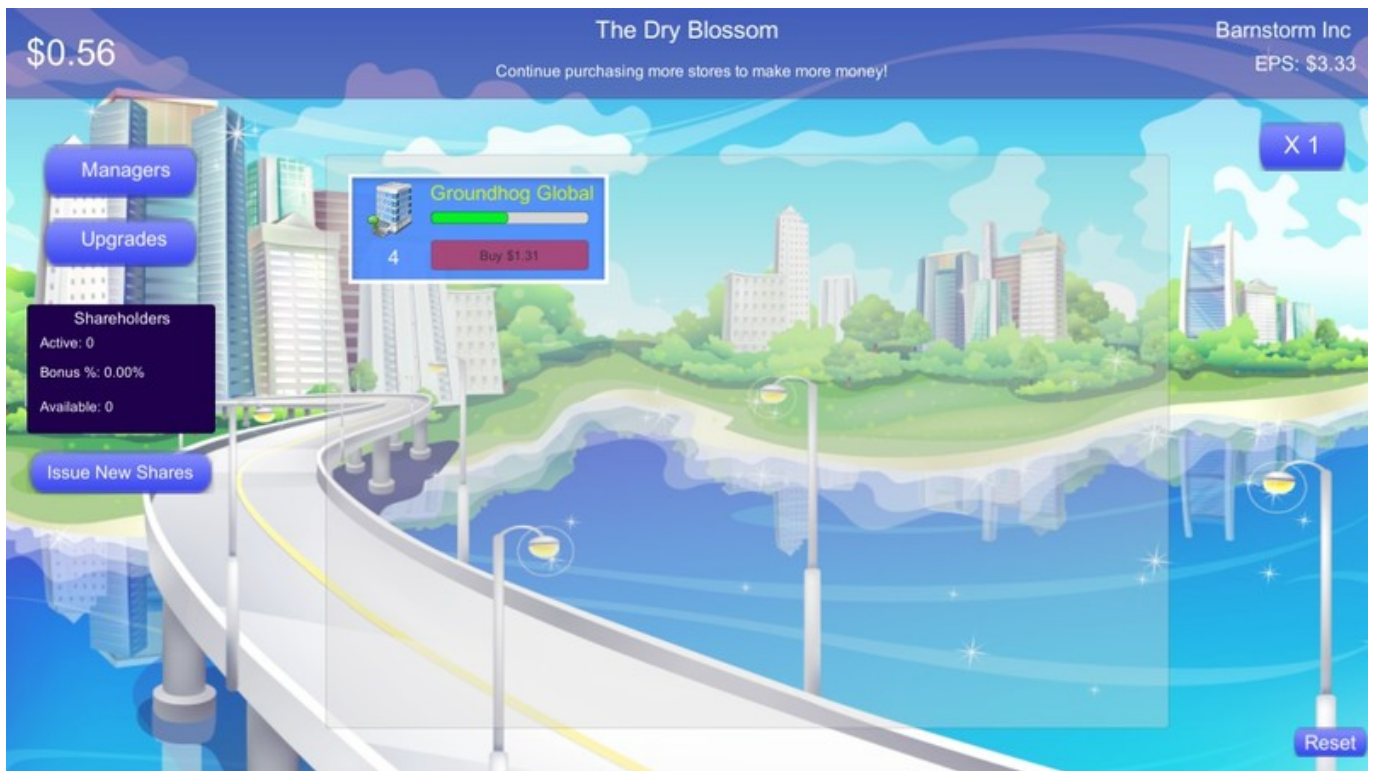 $0.56
The Dry Blossom
Continue purchasing more stores to make more money!
Barnstorm Inc
EPS: $3.33
X 1
Managers
Upgrades
Groundhog Global
4
Buy $1.31
Shareholders
Active: 0
Bonus %: 0.00%
Available: 0
Issue New Shares
Reset